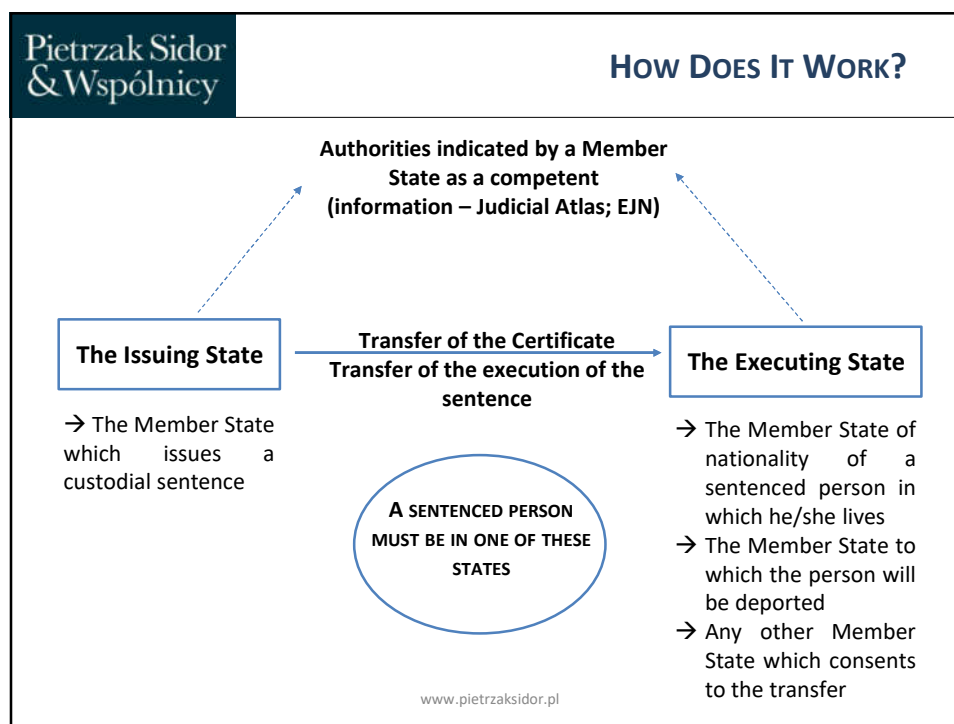 Pietrzak Sidor
& Wspólnicy
HOW DOES IT WORK?
Authorities indicated by a Member
State as a competent
(information – Judicial Atlas; EJN)
The Issuing State
Transfer of the Certificate
Transfer of the execution of the
sentence
The Executing State
→ The Member State
which issues a
custodial sentence
A SENTENCED PERSON
MUST BE IN ONE OF THESE
STATES
→ The Member State of
nationality of a
sentenced person in
which he/she lives
→ The Member State to
which the person will
be deported
→ Any other Member
State which consents
to the transfer
www.pietrzaksidor.pl